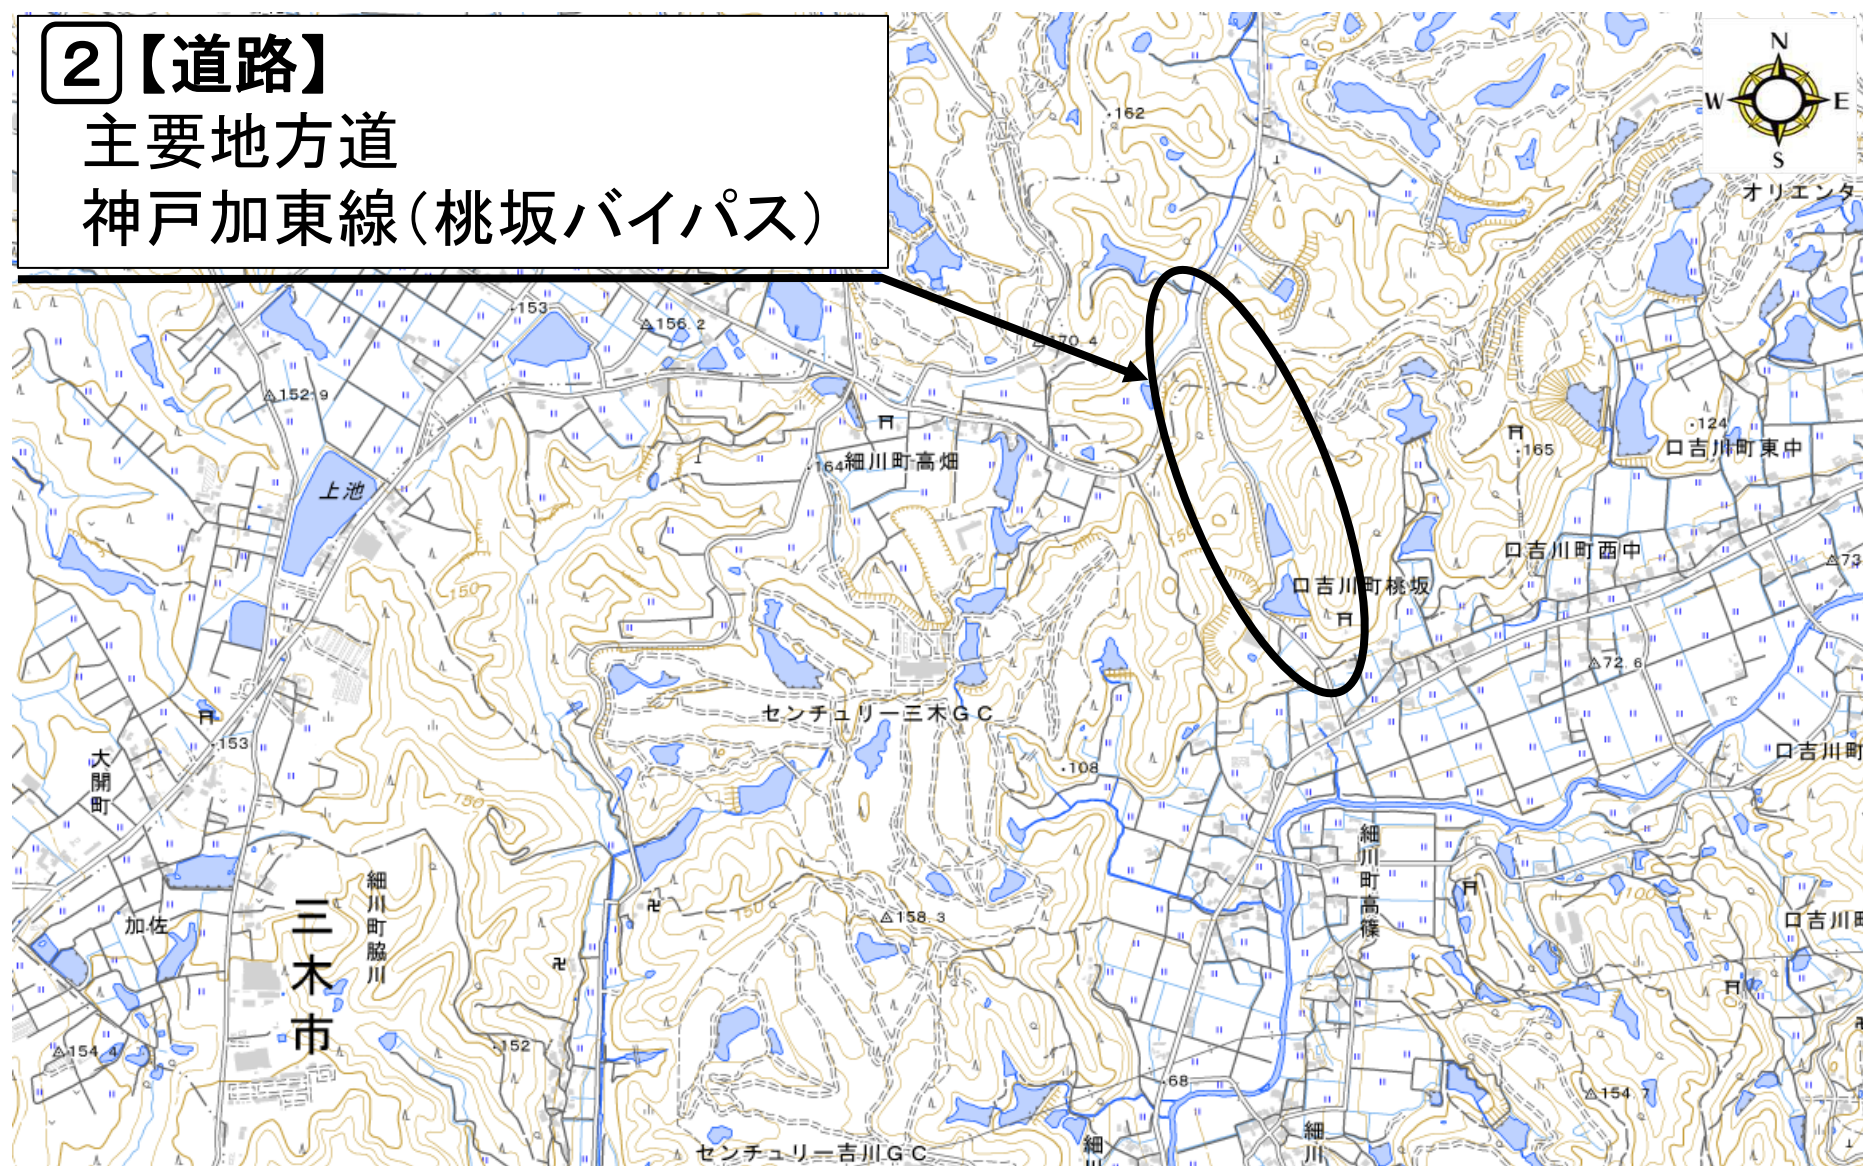 2【道路】
主要地方道
神戸加東線（桃坂バイパス）
N
W E
S
オリエンタ
162
153
156.2
170.4
152.9
124
口吉川町東中
165
164
細川町高畑
上池
150
口吉川町西中
73
口吉川町桃坂
150
72.6
センチュリー三木GC
153
108
口吉川町
大開町
150
細川町高篠
細川町脇川
100
150
158.3
加佐
口吉川町
三木市
152
154.4
68
154.7
細川
細川
センチュリー吉川GC